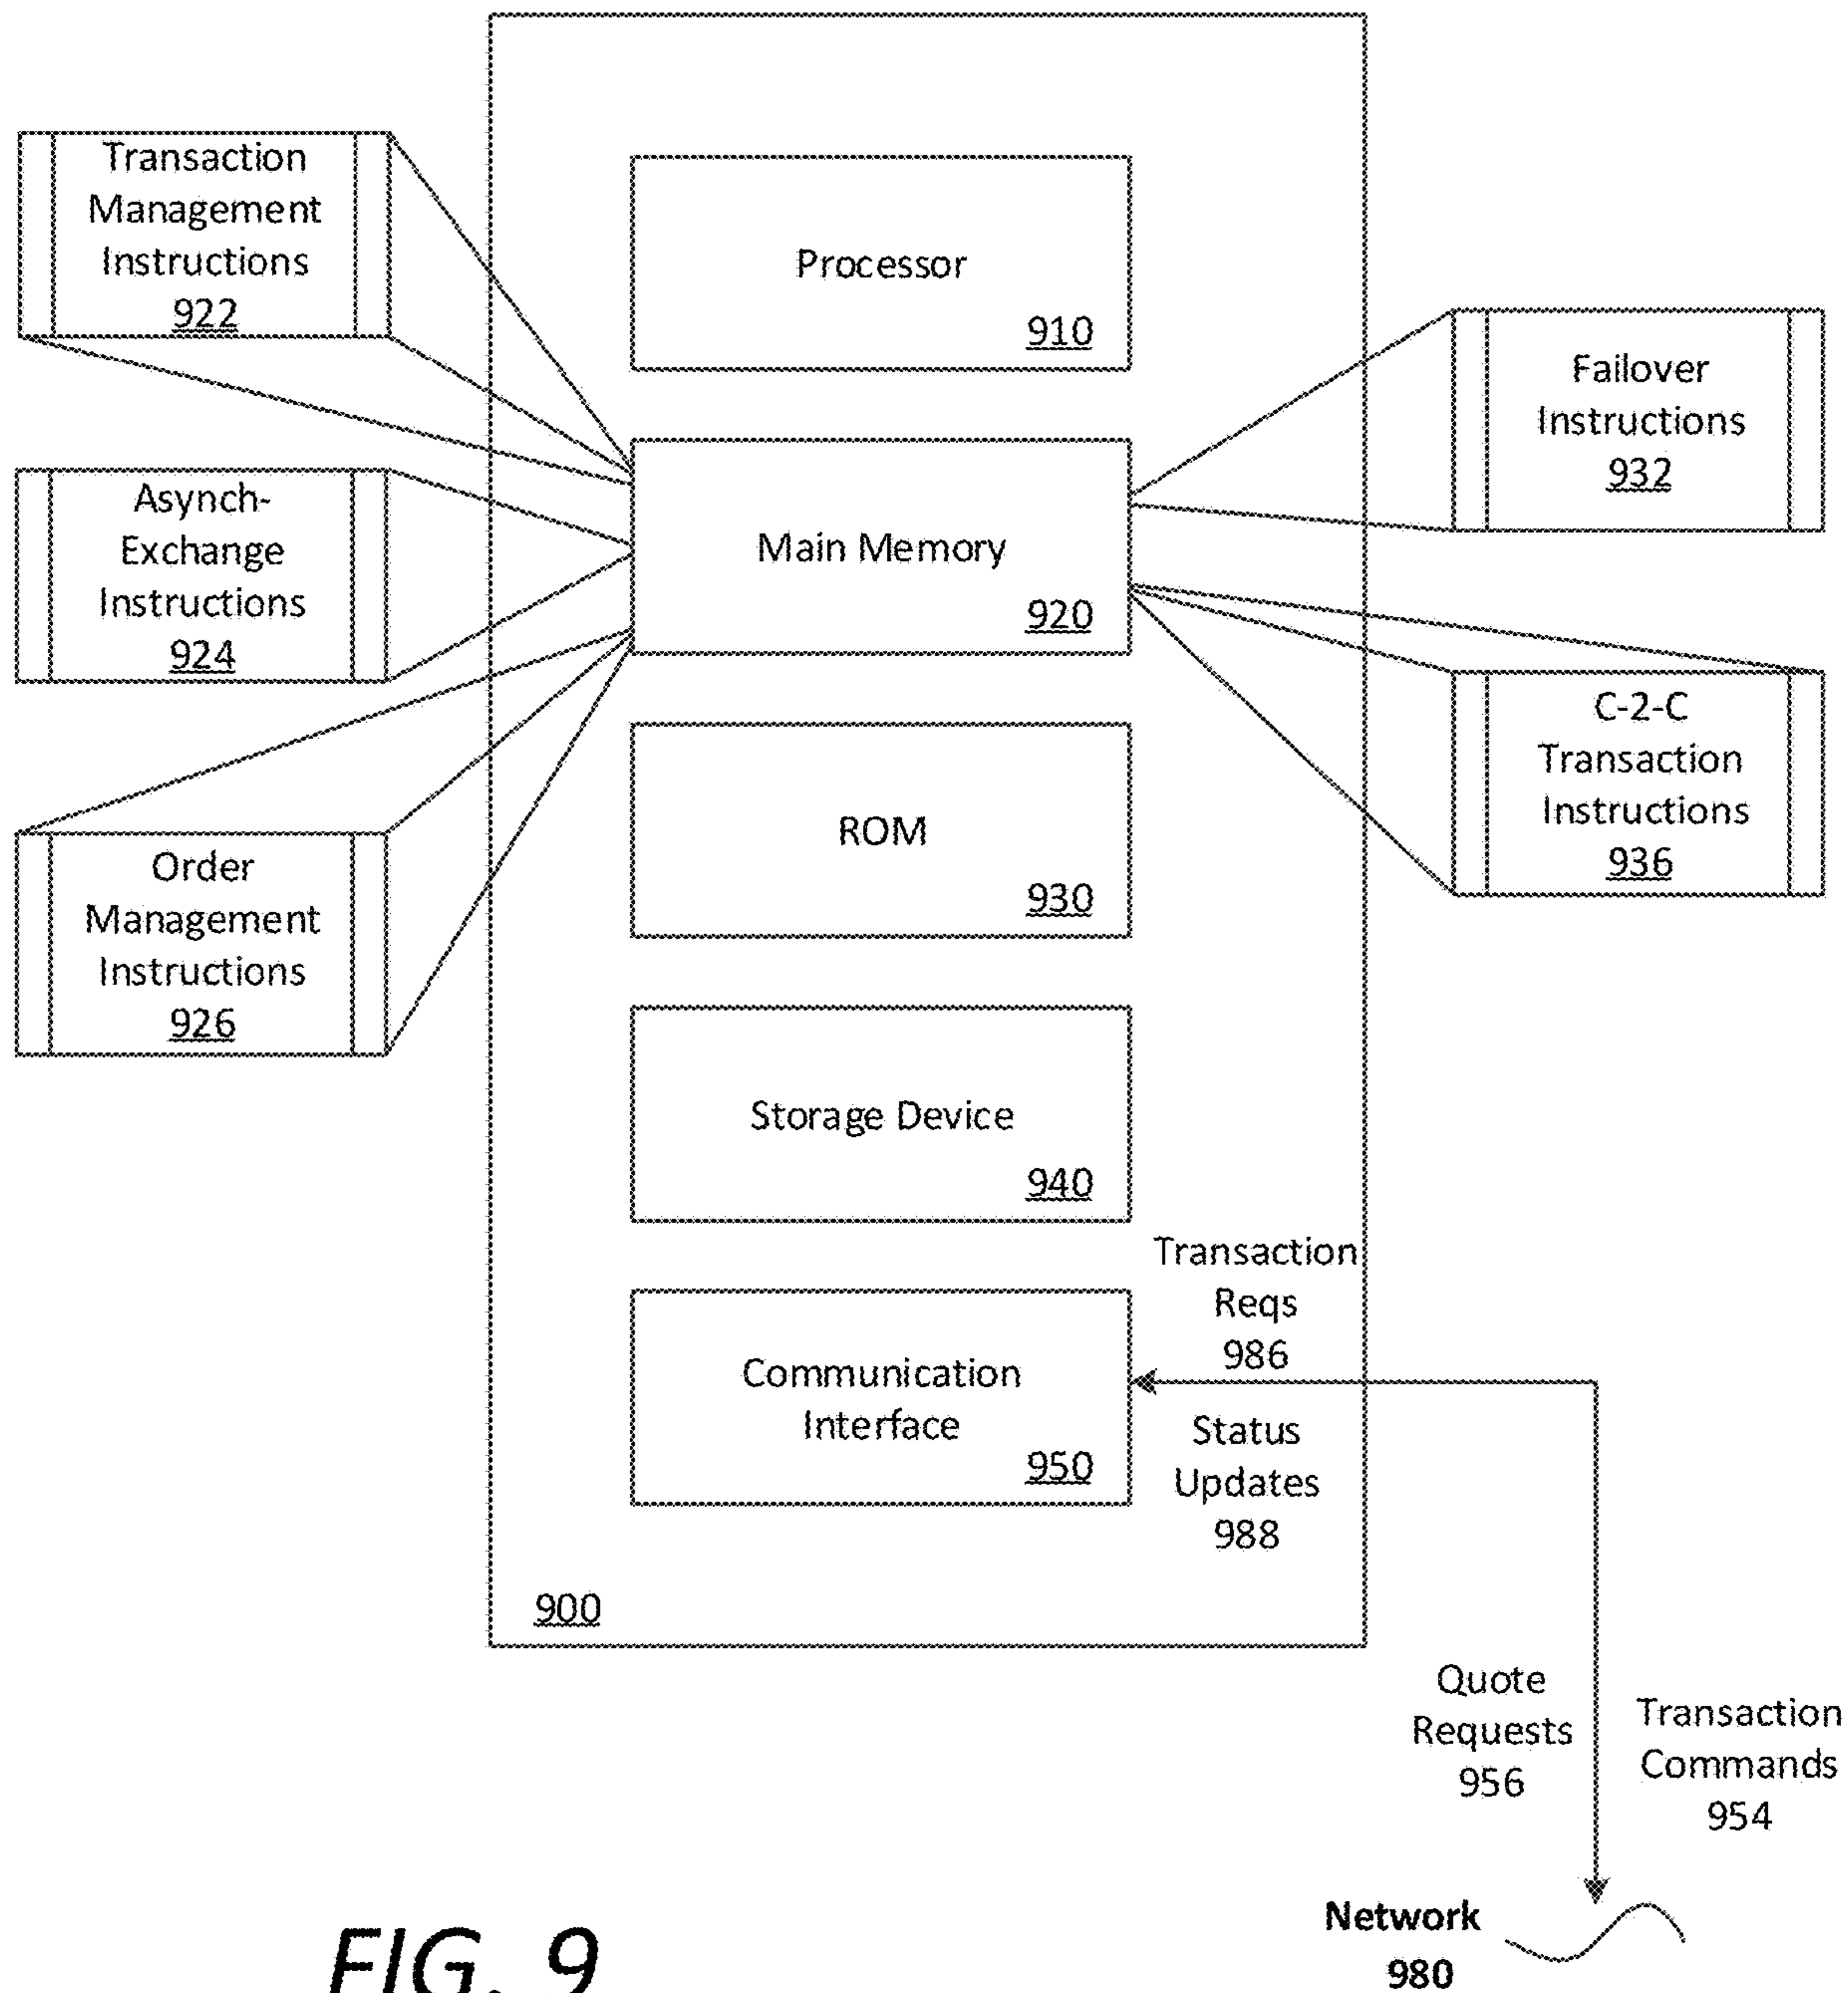 Transaction
Management
Instructions
922
Asynch-
Exchange
Instructions
924
Order
Management
Instructions
926
Processor
910
Main Memory
920
ROM
930
Storage Device
940
Communication
Interface
950
900
Failover
Instructions
932
C-2-C
Transaction
Instructions
936
Transaction
Reqs
986
Status
Updates
988
Quote
Requests
956
Transaction
Commands
954
Network
980
FIG. 9